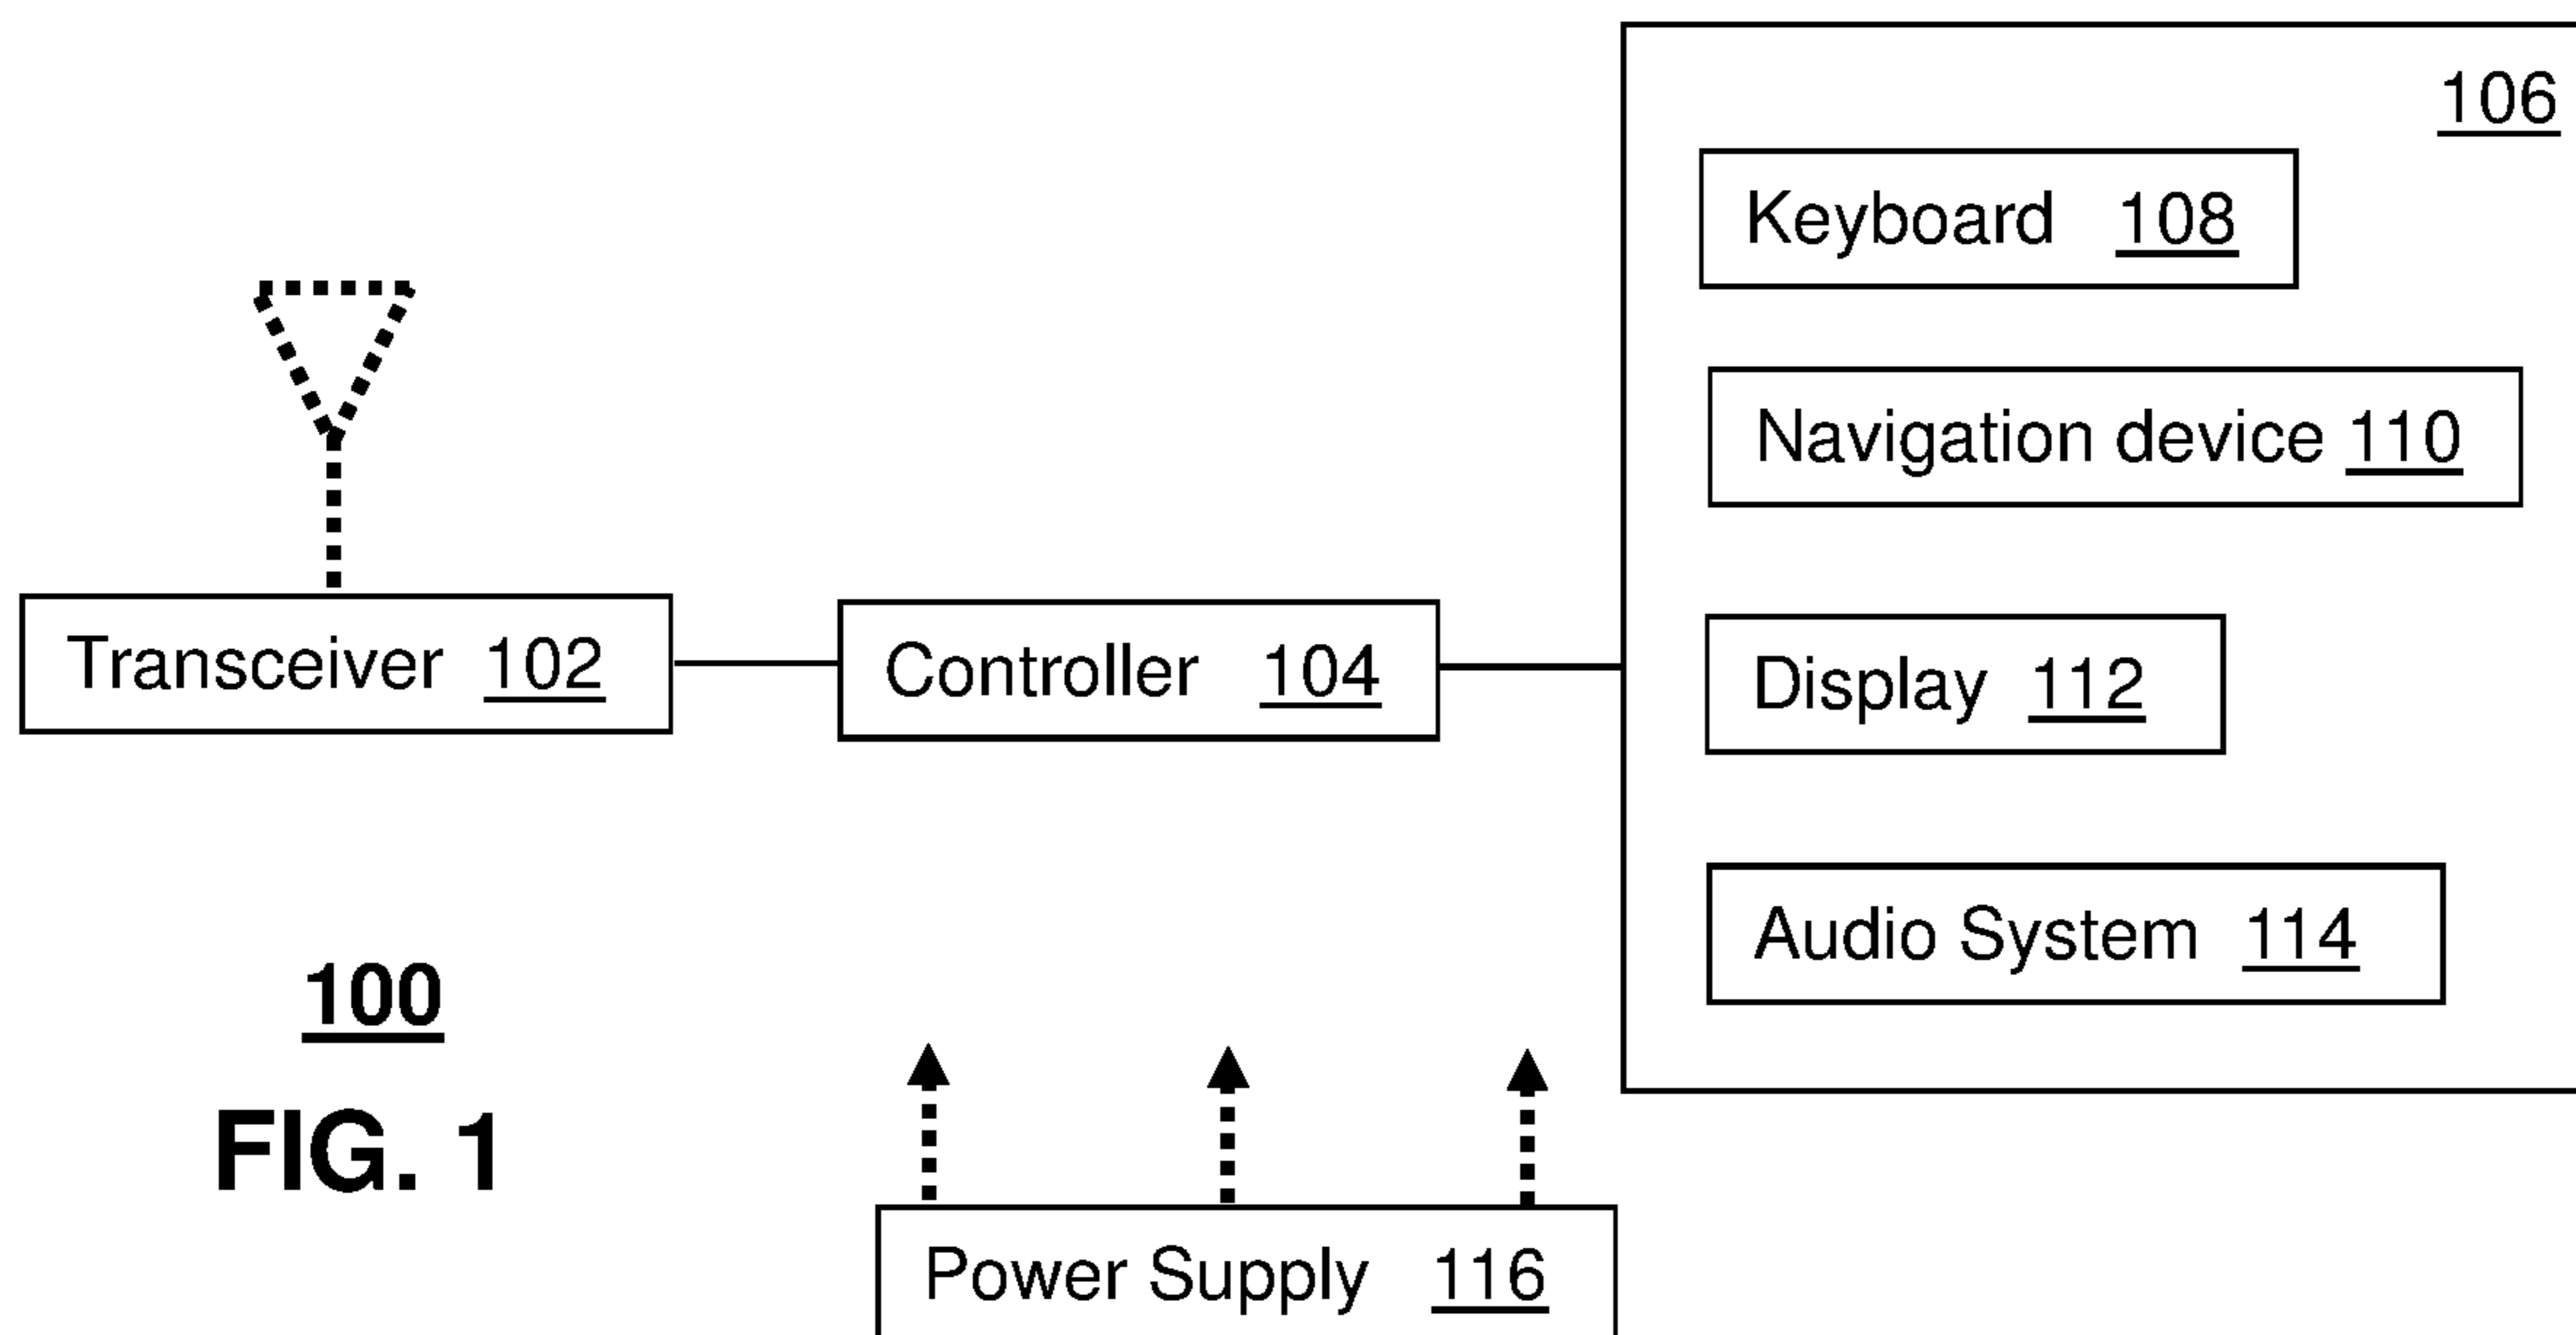 106
Keyboard 108
Navigation device 110
Transceiver 102
Controller 104
Display 112
Audio System 114
100
FIG. 1
Power Supply 116